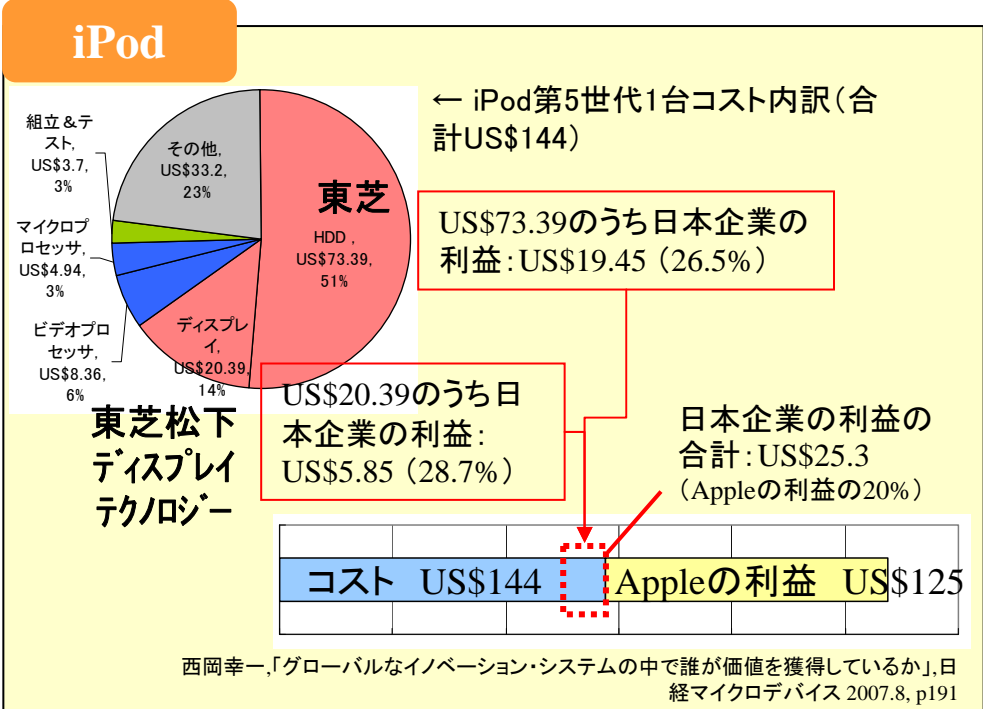 iPod
← iPod第5世代1台コスト内訳(合
計US$144)
組立&テ
スト,
US$3.7,
3%
その他,
US$33.2,
23%
東芝
HDD ,
US$73.39,
51%
マイクロプ
ロセッサ,
US$4.94,
3%
ビデオプロ
セッサ,
US$8.36,
6%
ディスプレ
イ,
US$20.39,
14%
US$73.39のうち日本企業の
利益:US$19.45 (26.5%)
東芝松下
ディスプレイ
テクノロジー
US$20.39のうち日
本企業の利益:
US$5.85 (28.7%)
日本企業の利益の
合計:US$25.3
(Appleの利益の20%)
コスト US$144
Appleの利益 US$125
西岡幸一,「グローバルなイノベーション・システムの中で誰が価値を獲得しているか」,日
経マイクロデバイス 2007.8, p191